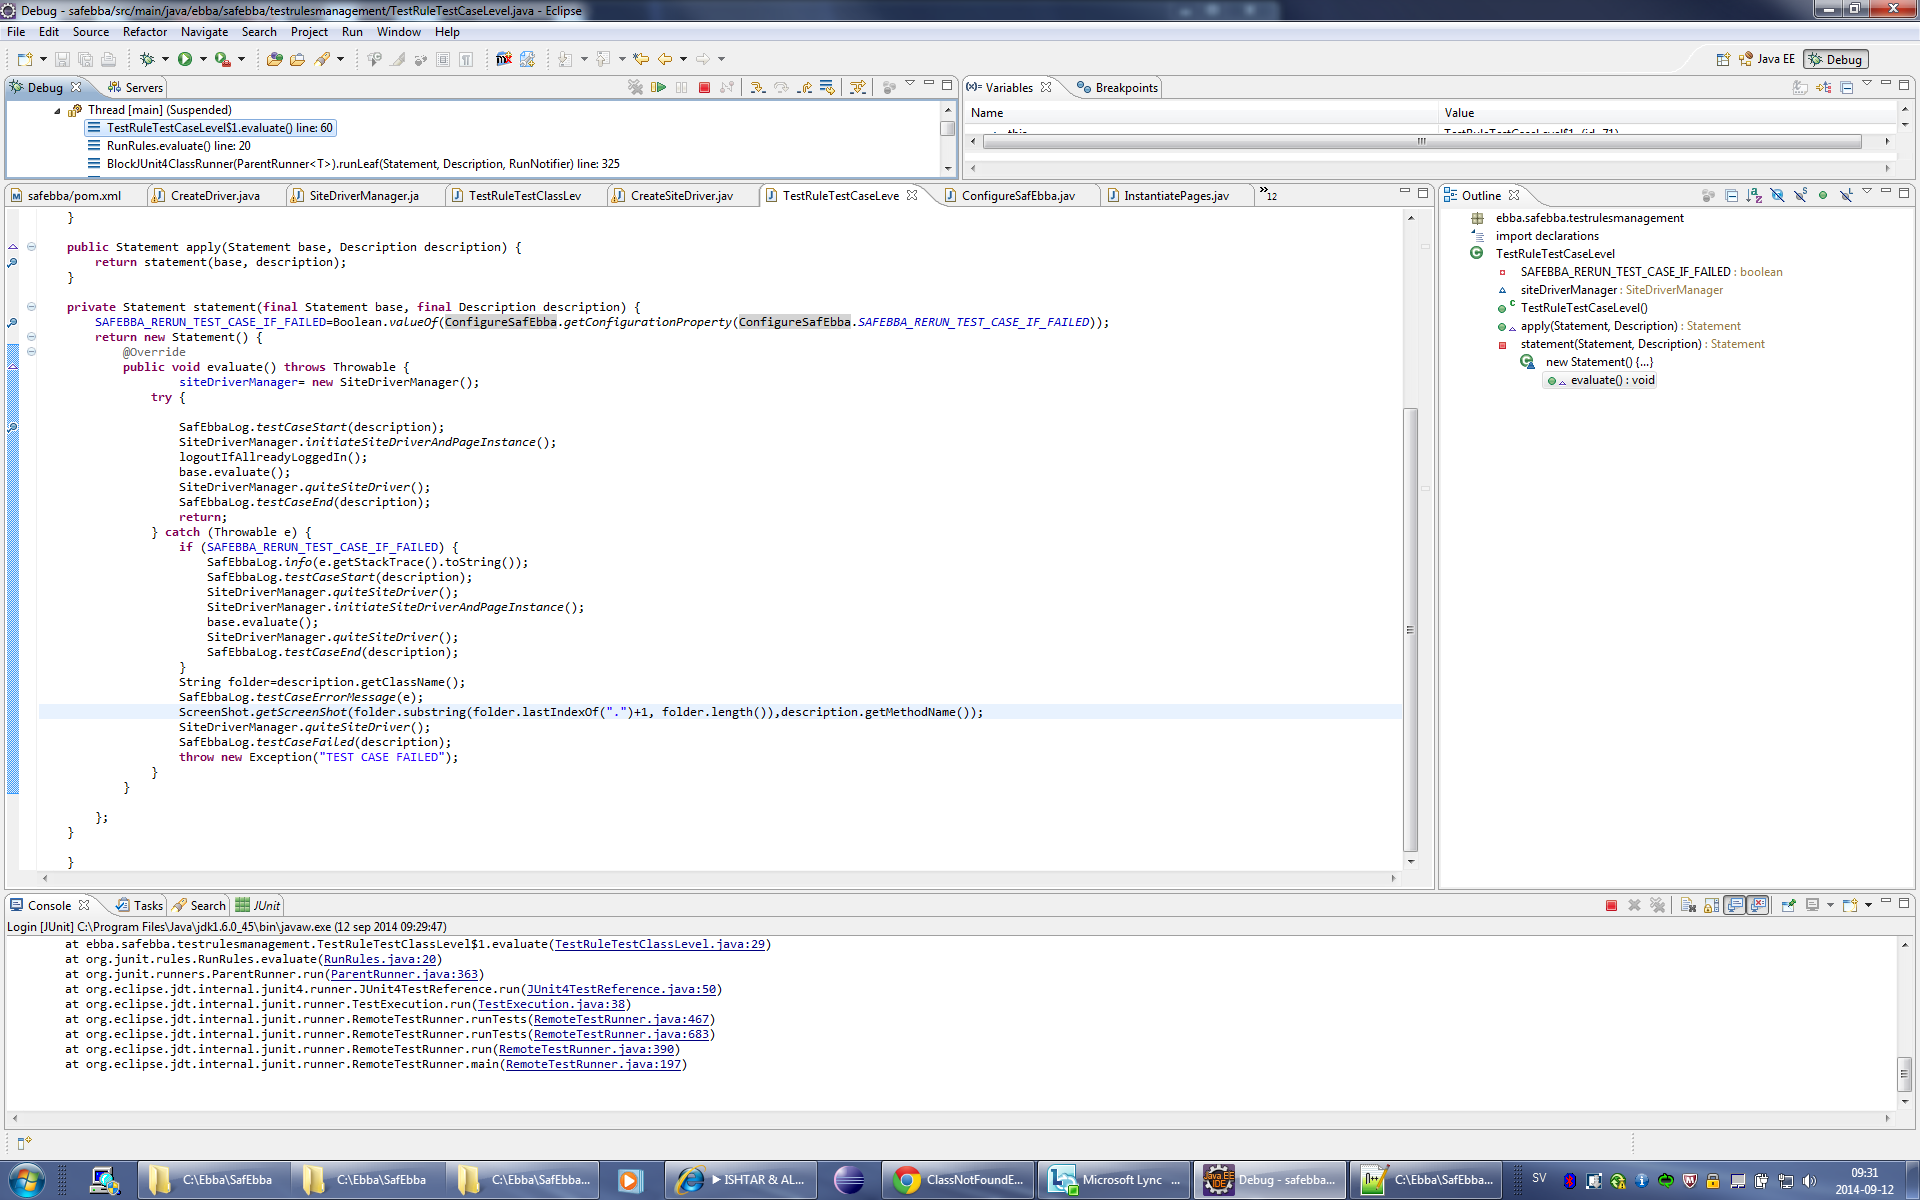 Debug - safebba/src/main/java/ebba/safebba/testrulesmanagement/TestRuleTestCaseLevel.java - Eclipse
File Edit Source Refactor Navigate Search Project Run Window Help
Java EE Debug
Debug Servers
Thread [main] (Suspended)
TestRuleTestCaseLevel$1.evaluate() line: 60
RunRules.evaluate() line: 20
BlockJUnit4ClassRunner(ParentRunner<T>).runLeaf(Statement, Description, RunNotifier) line: 325
(x)= Variables Breakpoints
Name Value
this TestRuleTestCaseLevel$1 (id=71)
safebba/pom.xml CreateDriver.java SiteDriverManager.ja TestRuleTestClassLev CreateSiteDriver.jav TestRuleTestCaseLeve ConfigureSafEbba.jav InstantiatePages.jav »12
}
public Statement apply(Statement base, Description description) {
return statement(base, description);
}
private Statement statement(final Statement base, final Description description) {
SAFEBBA_RERUN_TEST_CASE_IF_FAILED=Boolean.valueOf(ConfigureSafEbba.getConfigurationProperty(ConfigureSafEbba.SAFEBBA_RERUN_TEST_CASE_IF_FAILED));
return new Statement() {
@Override
public void evaluate() throws Throwable {
siteDriverManager= new SiteDriverManager();
try {
SafEbbaLog.testCaseStart(description);
SiteDriverManager.initiateSiteDriverAndPageInstance();
logoutIfAllreadyLoggedIn();
base.evaluate();
SiteDriverManager.quiteSiteDriver();
SafEbbaLog.testCaseEnd(description);
return;
} catch (Throwable e) {
if (SAFEBBA_RERUN_TEST_CASE_IF_FAILED) {
SafEbbaLog.info(e.getStackTrace().toString());
SafEbbaLog.testCaseStart(description);
SiteDriverManager.quiteSiteDriver();
SiteDriverManager.initiateSiteDriverAndPageInstance();
base.evaluate();
SiteDriverManager.quiteSiteDriver();
SafEbbaLog.testCaseEnd(description);
}
String folder=description.getClassName();
SafEbbaLog.testCaseErrorMessage(e);
ScreenShot.getScreenShot(folder.substring(folder.lastIndexOf(".")+1, folder.length()),description.getMethodName());
SiteDriverManager.quiteSiteDriver();
SafEbbaLog.testCaseFailed(description);
throw new Exception("TEST CASE FAILED");
}
}
};
}
}
Outline
ebba.safebba.testrulesmanagement
import declarations
TestRuleTestCaseLevel
SAFEBBA_RERUN_TEST_CASE_IF_FAILED : boolean
siteDriverManager : SiteDriverManager
TestRuleTestCaseLevel()
apply(Statement, Description) : Statement
statement(Statement, Description) : Statement
new Statement() {...}
evaluate() : void
Console Tasks Search JUnit
Login [JUnit] C:\Program Files\Java\jdk1.6.0_45\bin\javaw.exe (12 sep 2014 09:29:47)
at ebba.safebba.testrulesmanagement.TestRuleTestClassLevel$1.evaluate(TestRuleTestClassLevel.java:29)
at org.junit.rules.RunRules.evaluate(RunRules.java:20)
at org.junit.runners.ParentRunner.run(ParentRunner.java:363)
at org.eclipse.jdt.internal.junit4.runner.JUnit4TestReference.run(JUnit4TestReference.java:50)
at org.eclipse.jdt.internal.junit.runner.TestExecution.run(TestExecution.java:38)
at org.eclipse.jdt.internal.junit.runner.RemoteTestRunner.runTests(RemoteTestRunner.java:467)
at org.eclipse.jdt.internal.junit.runner.RemoteTestRunner.runTests(RemoteTestRunner.java:683)
at org.eclipse.jdt.internal.junit.runner.RemoteTestRunner.run(RemoteTestRunner.java:390)
at org.eclipse.jdt.internal.junit.runner.RemoteTestRunner.main(RemoteTestRunner.java:197)
C:\Ebba\SafEbba C:\Ebba\SafEbba C:\Ebba\SafEbba... ISHTAR & AL... ClassNotFoundE... Microsoft Lync ... Debug - safebba... C:\Ebba\SafEbba... SV 09:31
2014-09-12